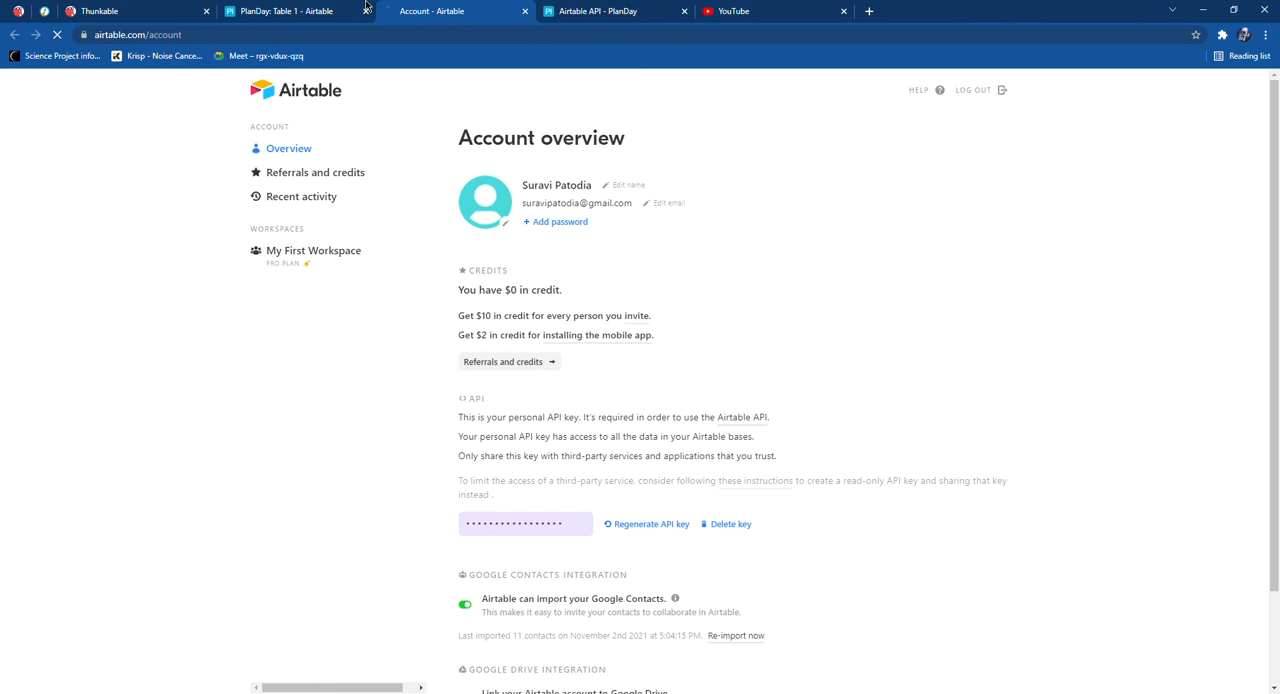 Thunkable
PlanDay: Table 1 - Airtable
Account - Airtable
Airtable API - PlanDay
YouTube
airtable.com/account
Science Project info...
Krisp - Noise Cance...
Meet – rgx-vdux-qzq
Reading list
Airtable
HELP
LOG OUT
ACCOUNT
Overview
Referrals and credits
Recent activity
WORKSPACES
My First Workspace
PRO PLAN
Account overview
Suravi Patodia
Edit name
suravipatodia@gmail.com
Edit email
+ Add password
CREDITS
You have $0 in credit.
Get $10 in credit for every person you invite.
Get $2 in credit for installing the mobile app.
Referrals and credits →
<> API
This is your personal API key. It's required in order to use the Airtable API.
Your personal API key has access to all the data in your Airtable bases.
Only share this key with third-party services and applications that you trust.
To limit the access of a third-party service, consider following these instructions to create a read-only API key and sharing that key
instead .
•••••••••••••••••
Regenerate API key
Delete key
GOOGLE CONTACTS INTEGRATION
Airtable can import your Google Contacts.
This makes it easy to invite your contacts to collaborate in Airtable.
Last imported 11 contacts on November 2nd 2021 at 5:04:15 PM. Re-import now
GOOGLE DRIVE INTEGRATION
Link your Airtable account to Google Drive